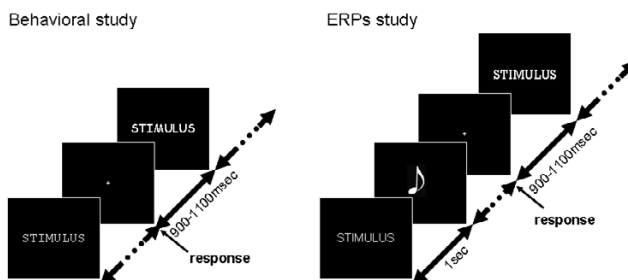 Behavioral study
STIMULUS
STIMULUS
900-1100msec
response
ERPs study
STIMULUS
STIMULUS
900-1100msec
response
1sec